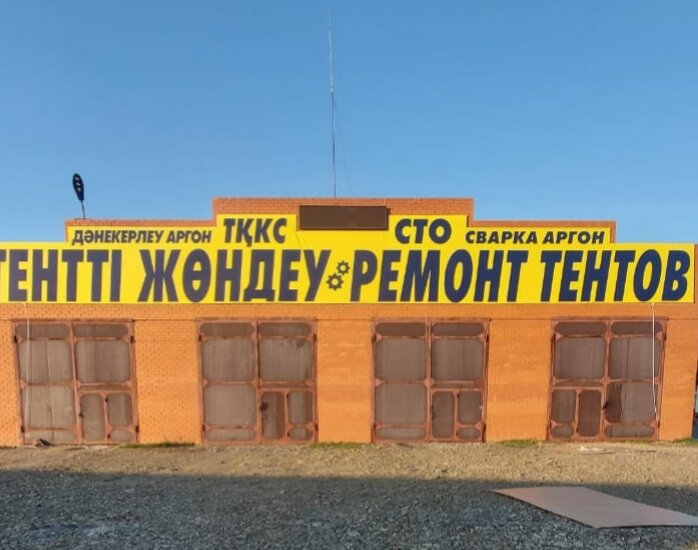 ДӘНЕКЕРЛЕУ АРГОН ТҚКС СТО СВАРКА АРГОН
ТЕНТТІ ЖӨНДЕУ РЕМОНТ ТЕНТОВ